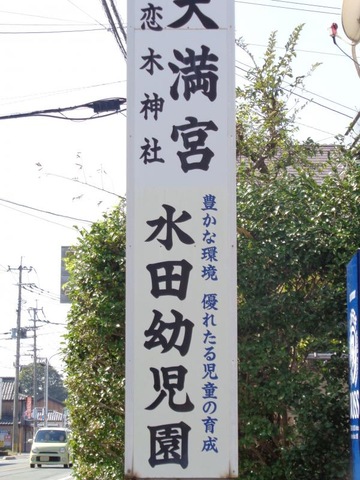 天満宮
恋木神社
水田幼児園
豊かな環境 優れたる児童の育成